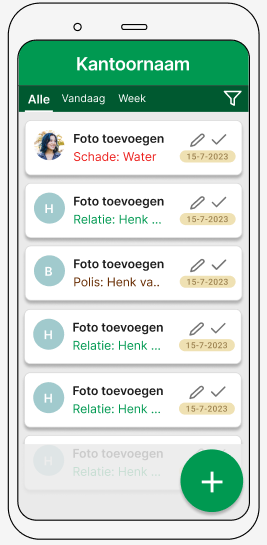 Kantoornaam
Alle Vandaag Week
Foto toevoegen
Schade: Water
15-7-2023
H
Foto toevoegen
Relatie: Henk ...
15-7-2023
B
Foto toevoegen
Polis: Henk va..
15-7-2023
H
Foto toevoegen
Relatie: Henk ...
15-7-2023
H
Foto toevoegen
Relatie: Henk ...
15-7-2023
H
Foto toevoegen
Relatie: Henk ...